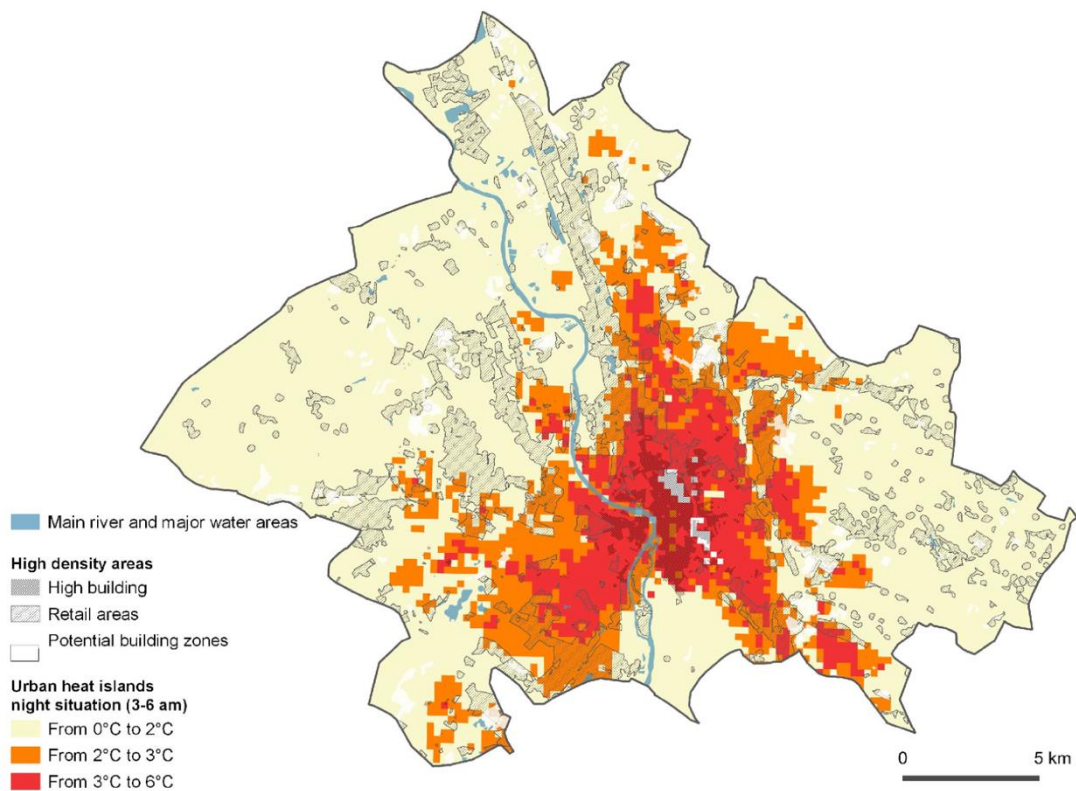 Main river and major water areas
High density areas
High building
Retail areas
Potential building zones
Urban heat islands
night situation (3-6 am)
From 0°C to 2°C
From 2°C to 3°C
From 3°C to 6°C
0 5 km